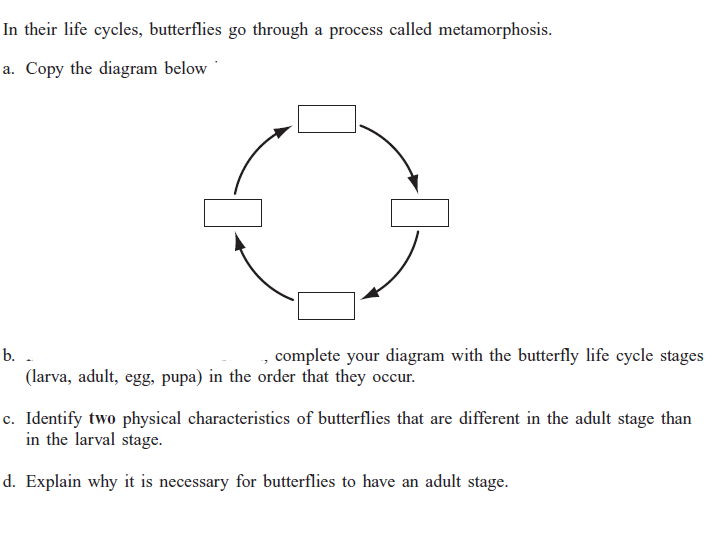 In their life cycles, butterflies go through a process called metamorphosis.
a. Copy the diagram below
b. , complete your diagram with the butterfly life cycle stages
(larva, adult, egg, pupa) in the order that they occur.
c. Identify two physical characteristics of butterflies that are different in the adult stage than
in the larval stage.
d. Explain why it is necessary for butterflies to have an adult stage.